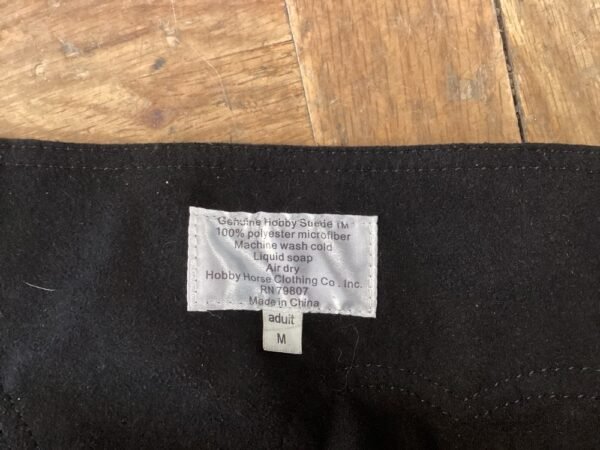 Genuine Hobby Suede TM
100% polyester microfiber
Machine wash cold
Liquid soap
Air dry
Hobby Horse Clothing Co. Inc.
RN 79807
Made in China
adult
M